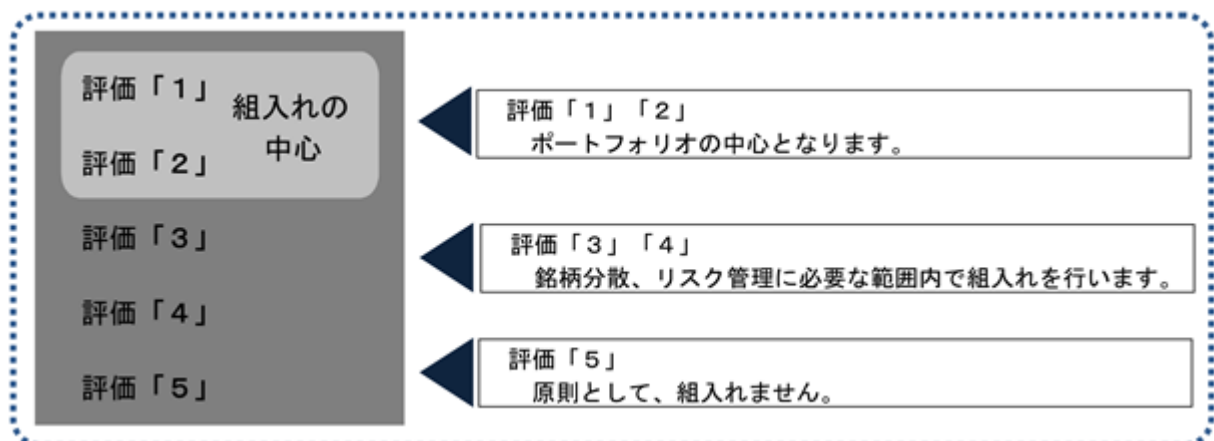 評価「１」
組入れの
中心
評価「２」
評価「３」
評価「４」
評価「５」
評価「１」「２」
ポートフォリオの中心となります。
評価「３」「４」
銘柄分散、リスク管理に必要な範囲内で組入れを行います。
評価「５」
原則として、組入れません。